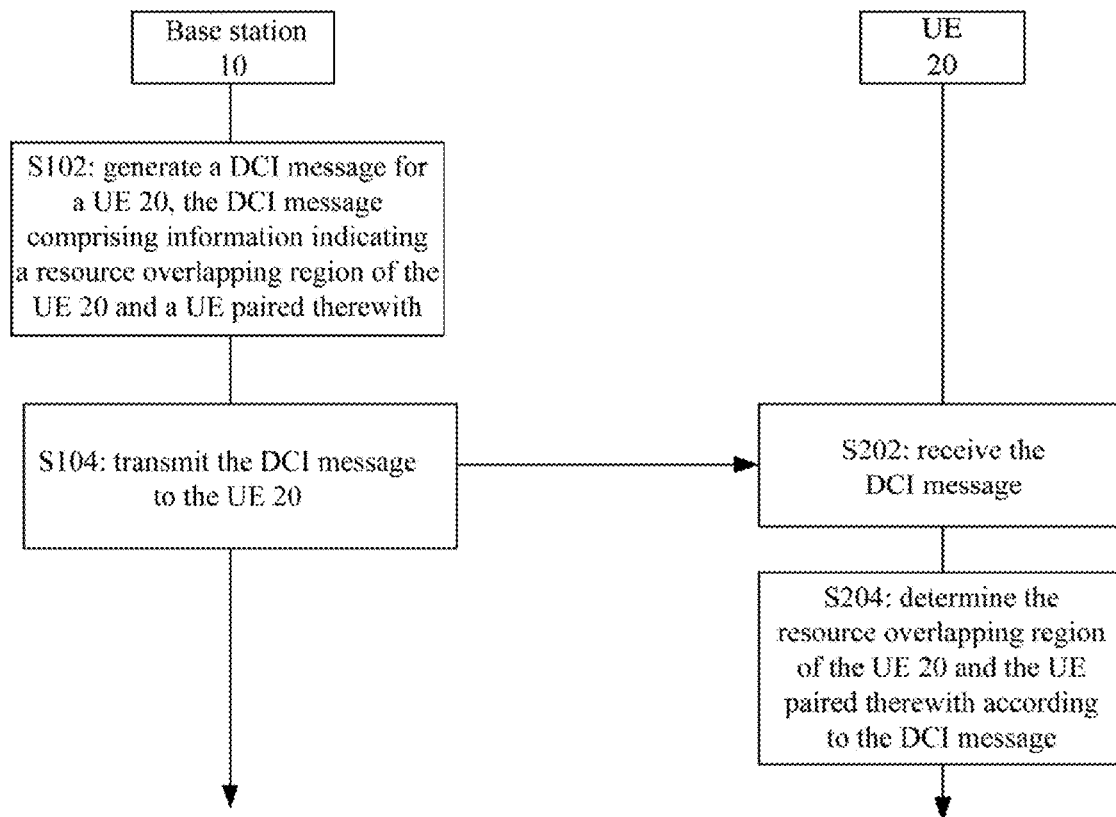 Base station
10
UE
20
S102: generate a DCI message for
a UE 20, the DCI message
comprising information indicating
a resource overlapping region of the
UE 20 and a UE paired therewith
S104: transmit the DCI message
to the UE 20
S202: receive the
DCI message
S204: determine the
resource overlapping region
of the UE 20 and the UE
paired therewith according
to the DCI message